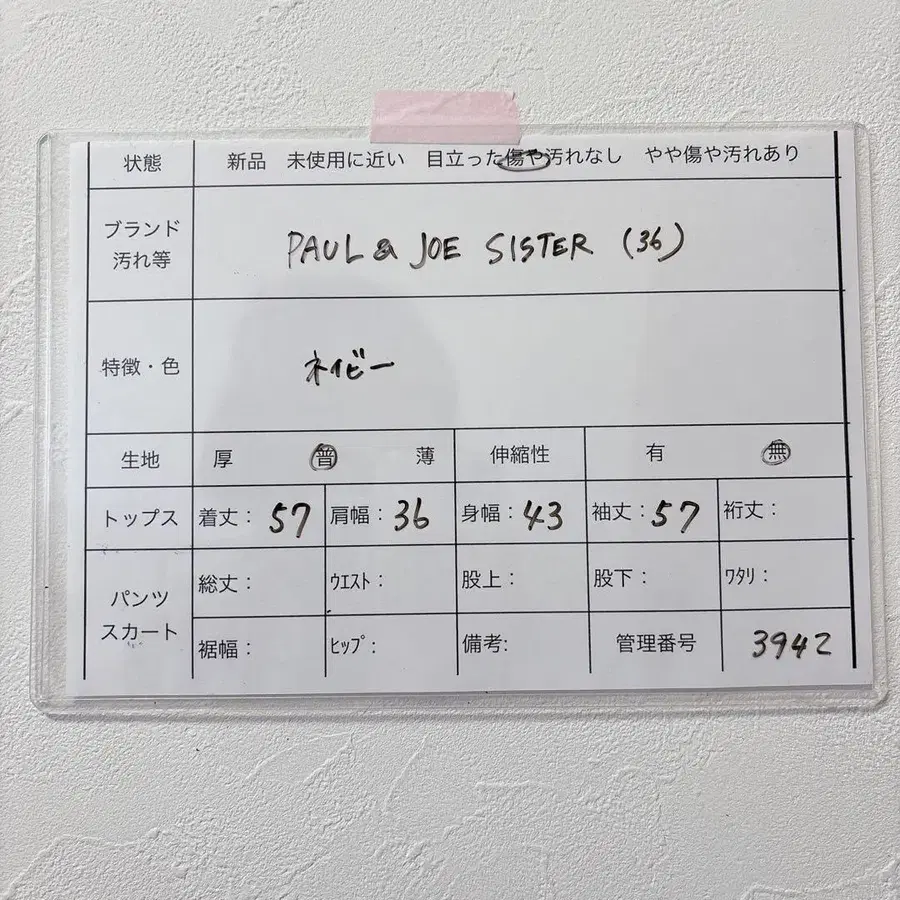 状態 新品 未使用に近い 目立った傷や汚れなし やや傷や汚れあり
ブランド
汚れ等
PAUL & JOE SISTER (36)
特徴・色 ネイビー
生地 厚 普 薄 伸縮性 有 無
トップス 着丈: 57 肩幅: 36 身幅: 43 袖丈: 57 裄丈:
パンツ
スカート
総丈: ｳｴｽﾄ: 股上: 股下: ﾜﾀﾘ:
裾幅: ﾋｯﾌﾟ: 備考: 管理番号 3942